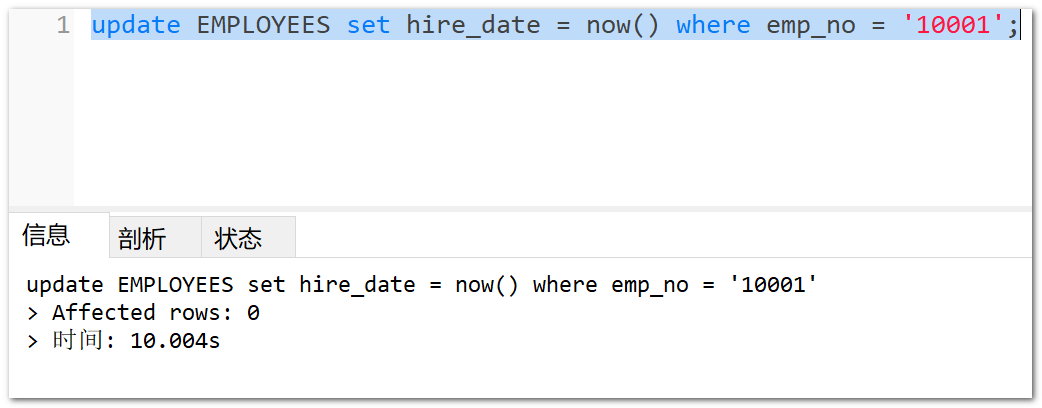 1 update EMPLOYEES set hire_date = now() where emp_no = '10001';
信息 剖析 状态
update EMPLOYEES set hire_date = now() where emp_no = '10001'
> Affected rows: 0
> 时间: 10.004s